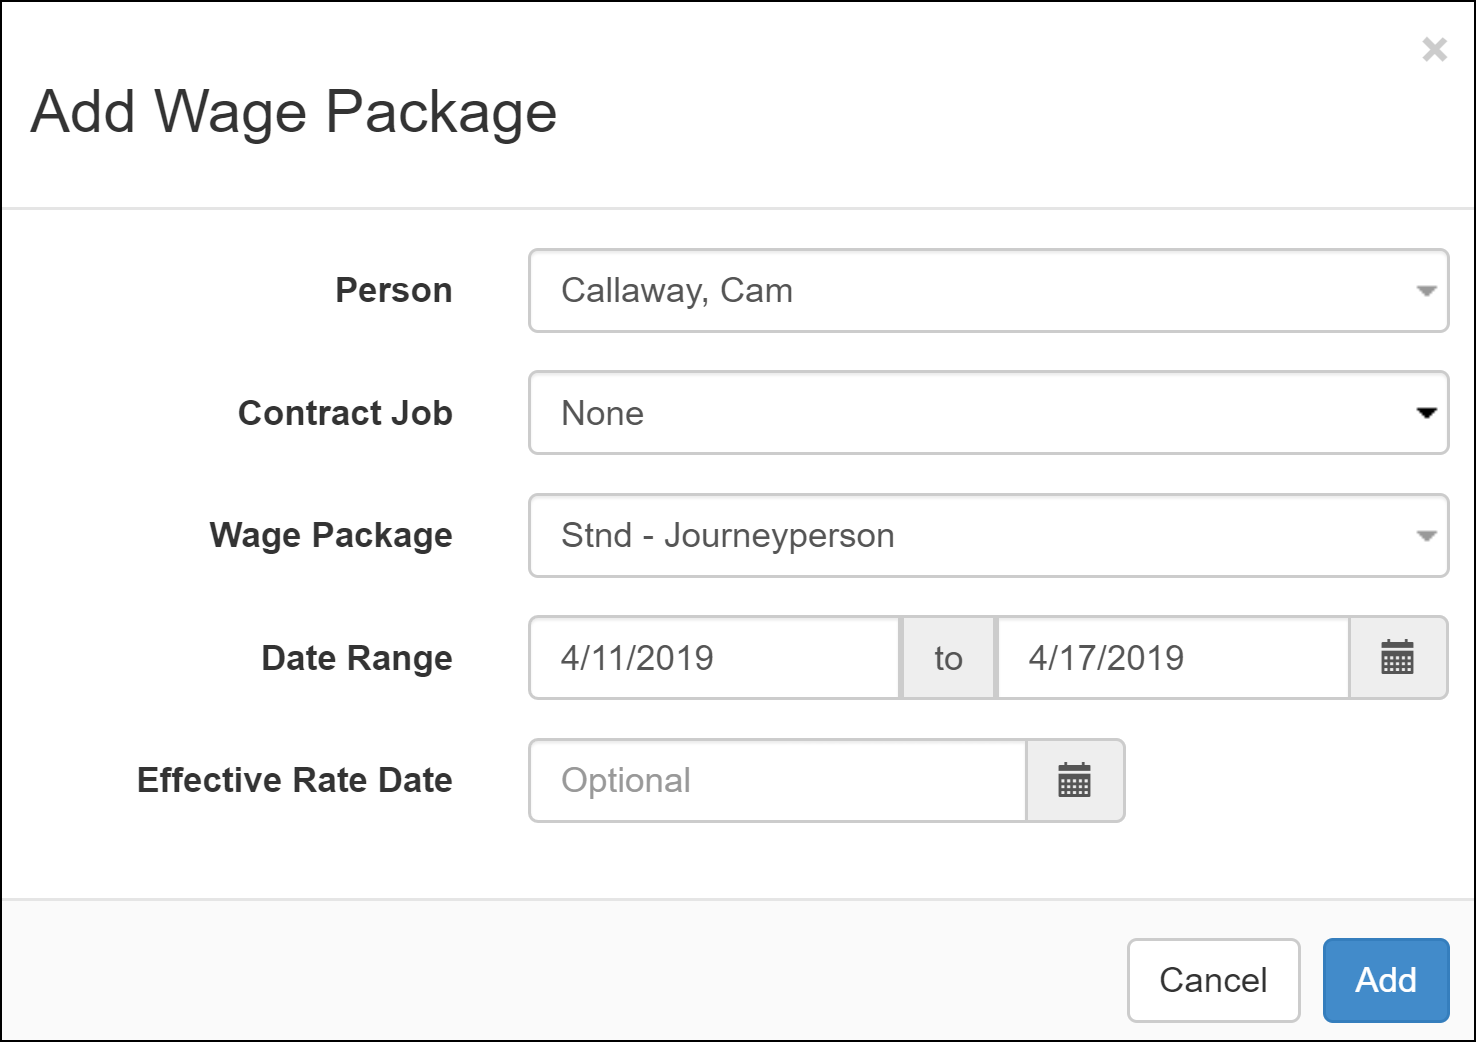 ×
Add Wage Package
Person Callaway, Cam
Contract Job None
Wage Package Stnd - Journeyperson
Date Range 4/11/2019 to 4/17/2019
Effective Rate Date Optional
Cancel Add